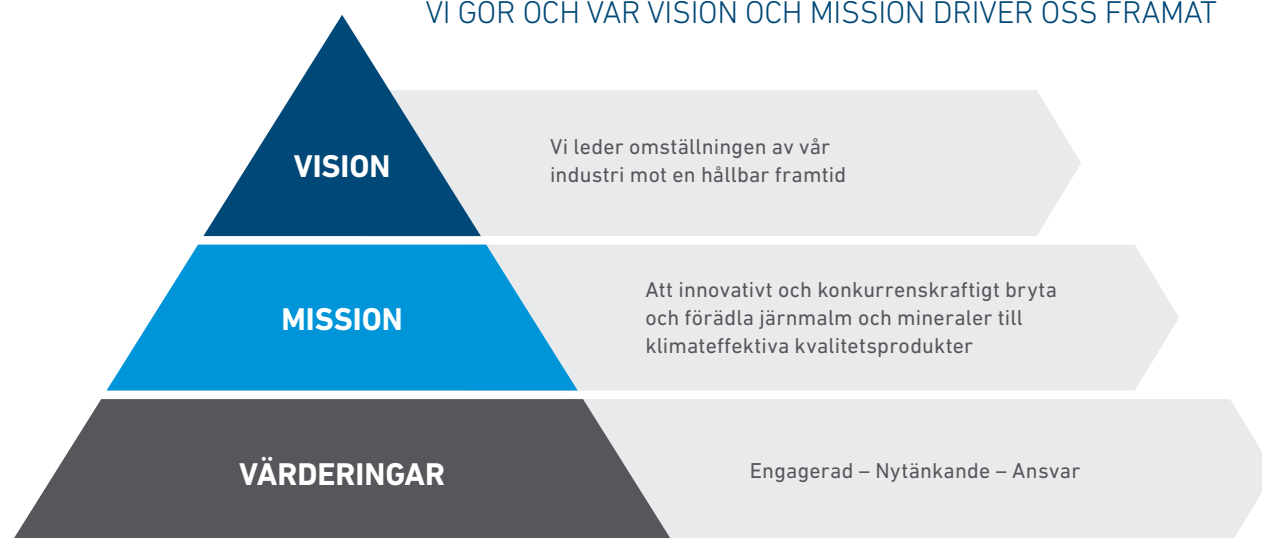 VI GÖR OCH VÅR VISION OCH MISSION DRIVER OSS FRAMÅT
VISION
Vi leder omställningen av vår
industri mot en hållbar framtid
MISSION
Att innovativt och konkurrenskraftigt bryta
och förädla järnmalm och mineraler till
klimateffektiva kvalitetsprodukter
VÄRDERINGAR
Engagerad – Nytänkande – Ansvar